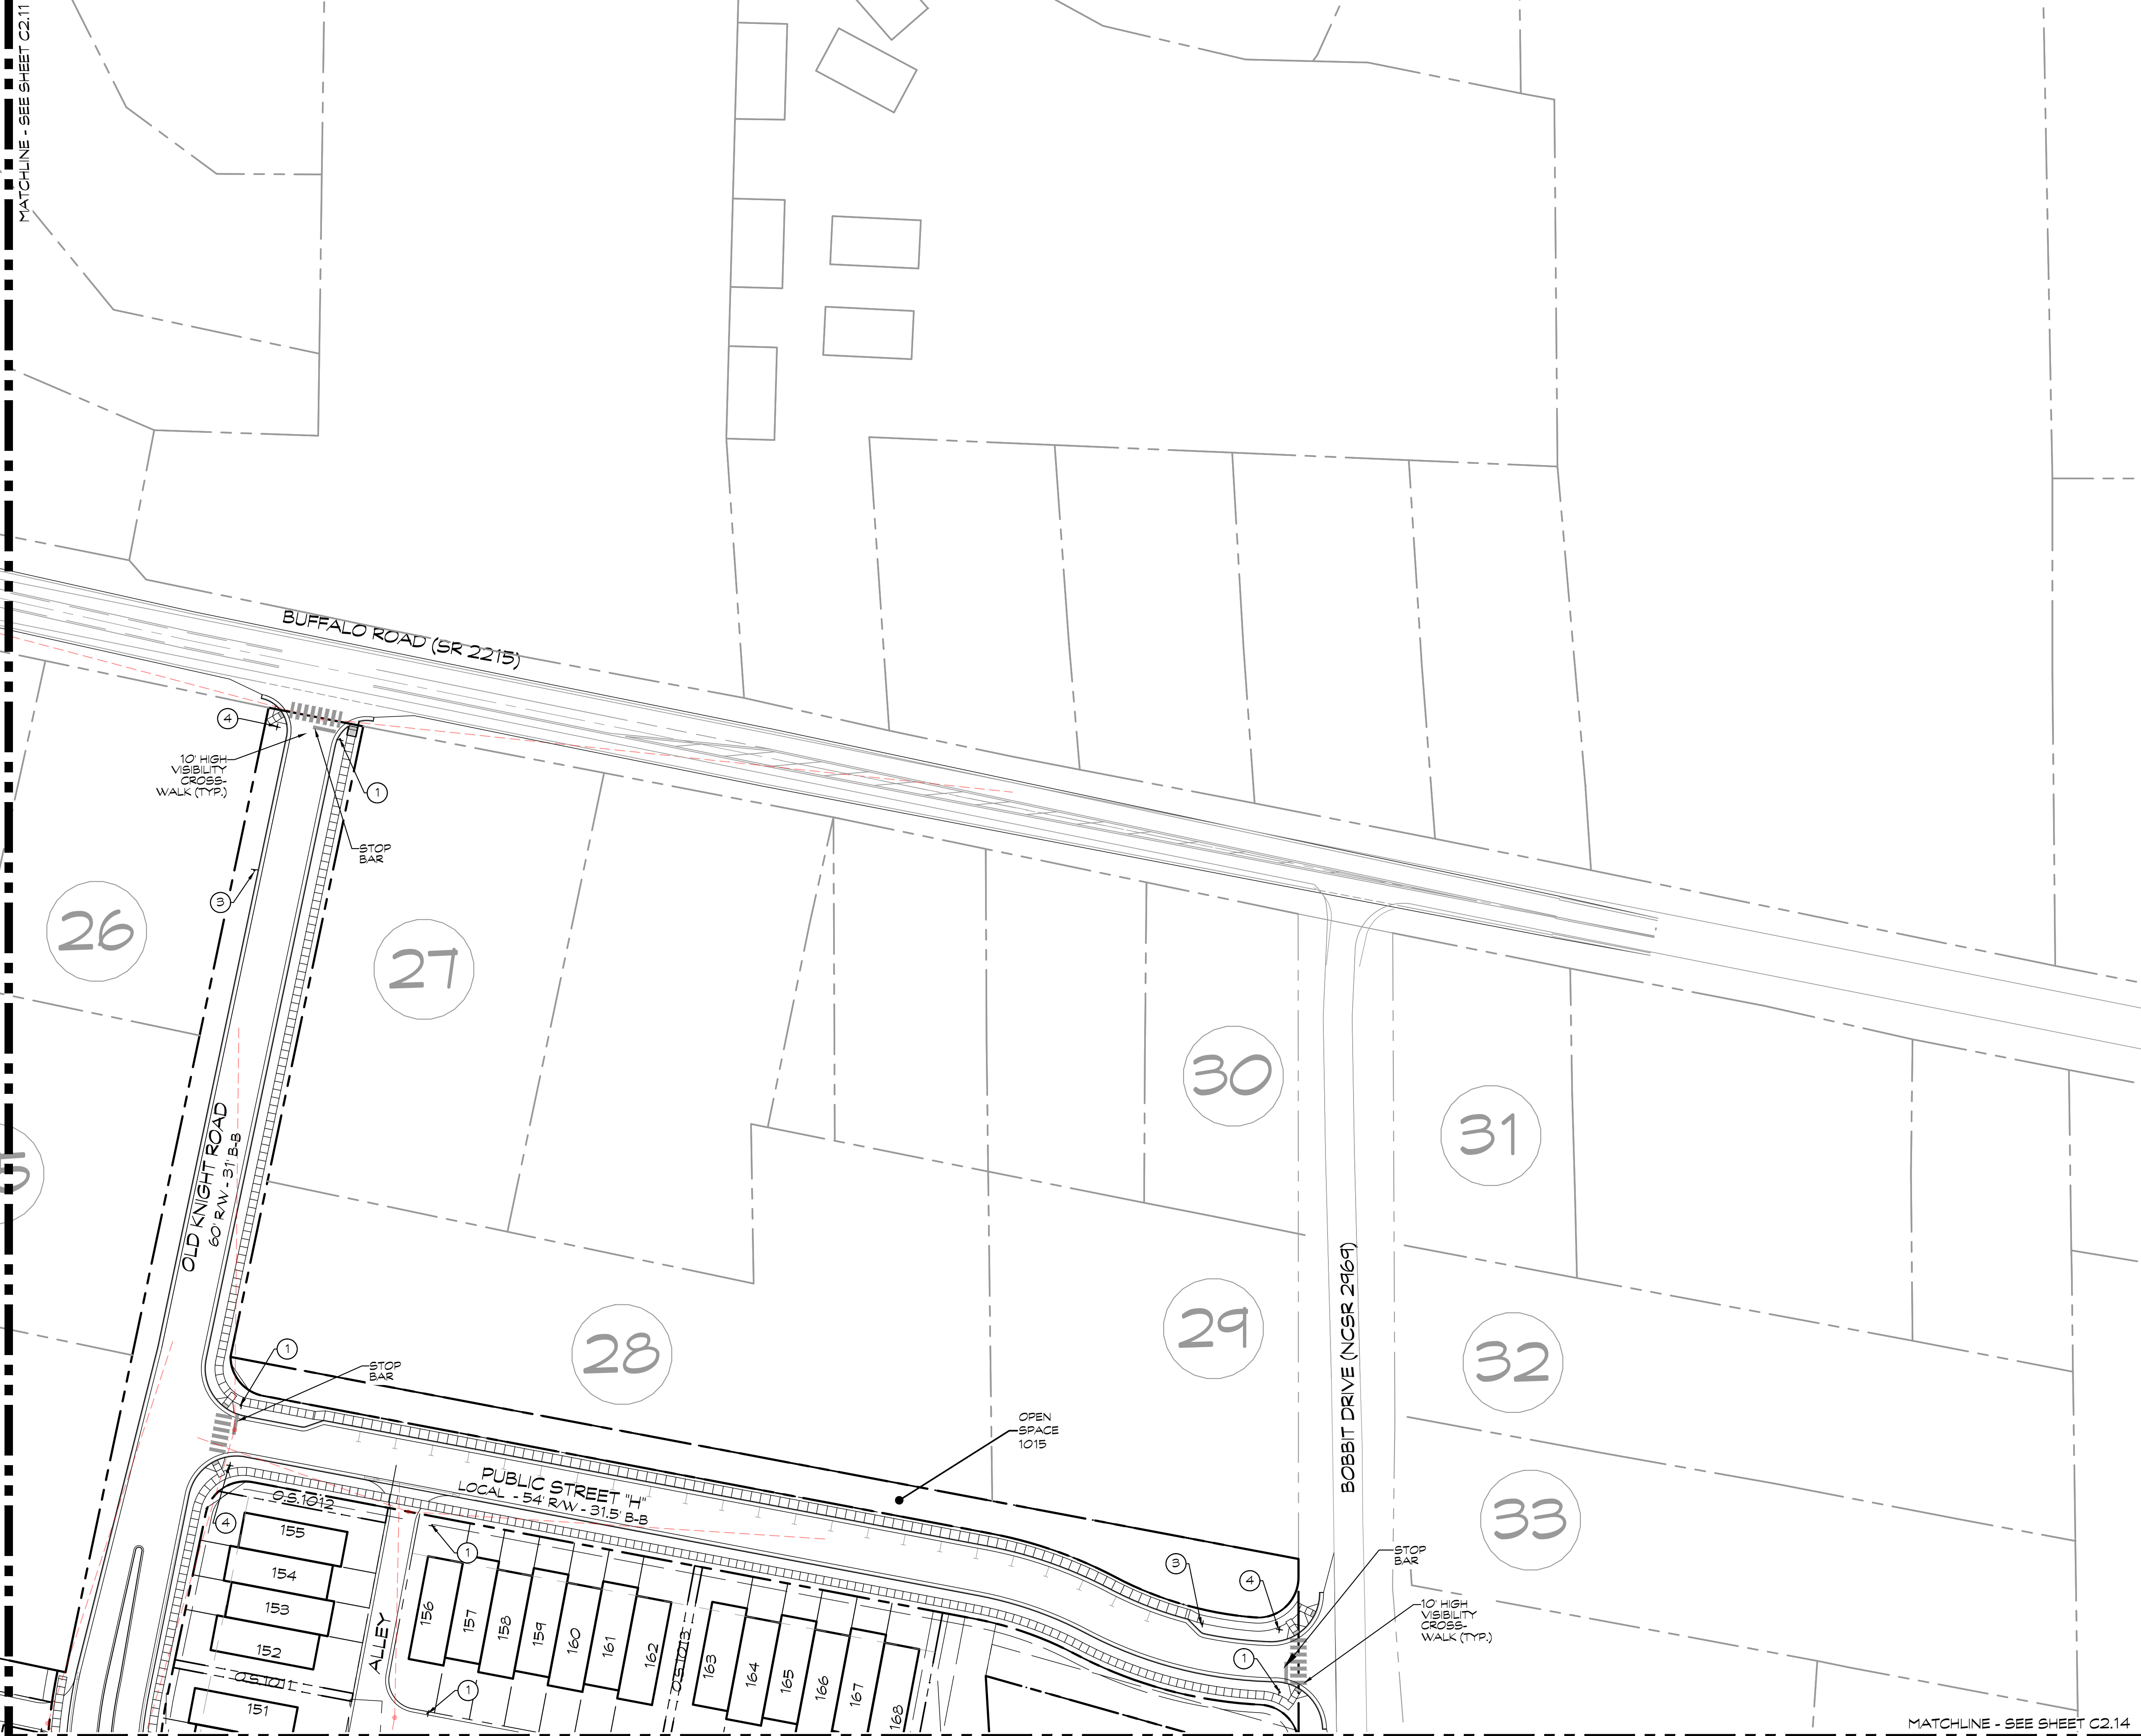 MATCHLINE - SEE SHEET C2.11
BUFFALO ROAD (SR 2215)
4
10' HIGH
VISIBILITY
CROSS-
WALK (TYP.)
1
STOP
BAR
3
26
27
30
31
5
OLD KNIGHT ROAD
60' R/W - 31' B-B
28
29
32
33
BOBBIT DRIVE (NCSR 2969)
1
STOP
BAR
OPEN
SPACE
1015
PUBLIC STREET "H"
LOCAL - 54' R/W - 31.5' B-B
O.S.1012
4
155
154
153
152
O.S.1011
151
ALLEY
1
1
156
157
158
159
160
161
162
O.S.1013
163
164
165
166
167
168
3
4
1
STOP
BAR
10' HIGH
VISIBILITY
CROSS-
WALK (TYP.)
MATCHLINE - SEE SHEET C2.14